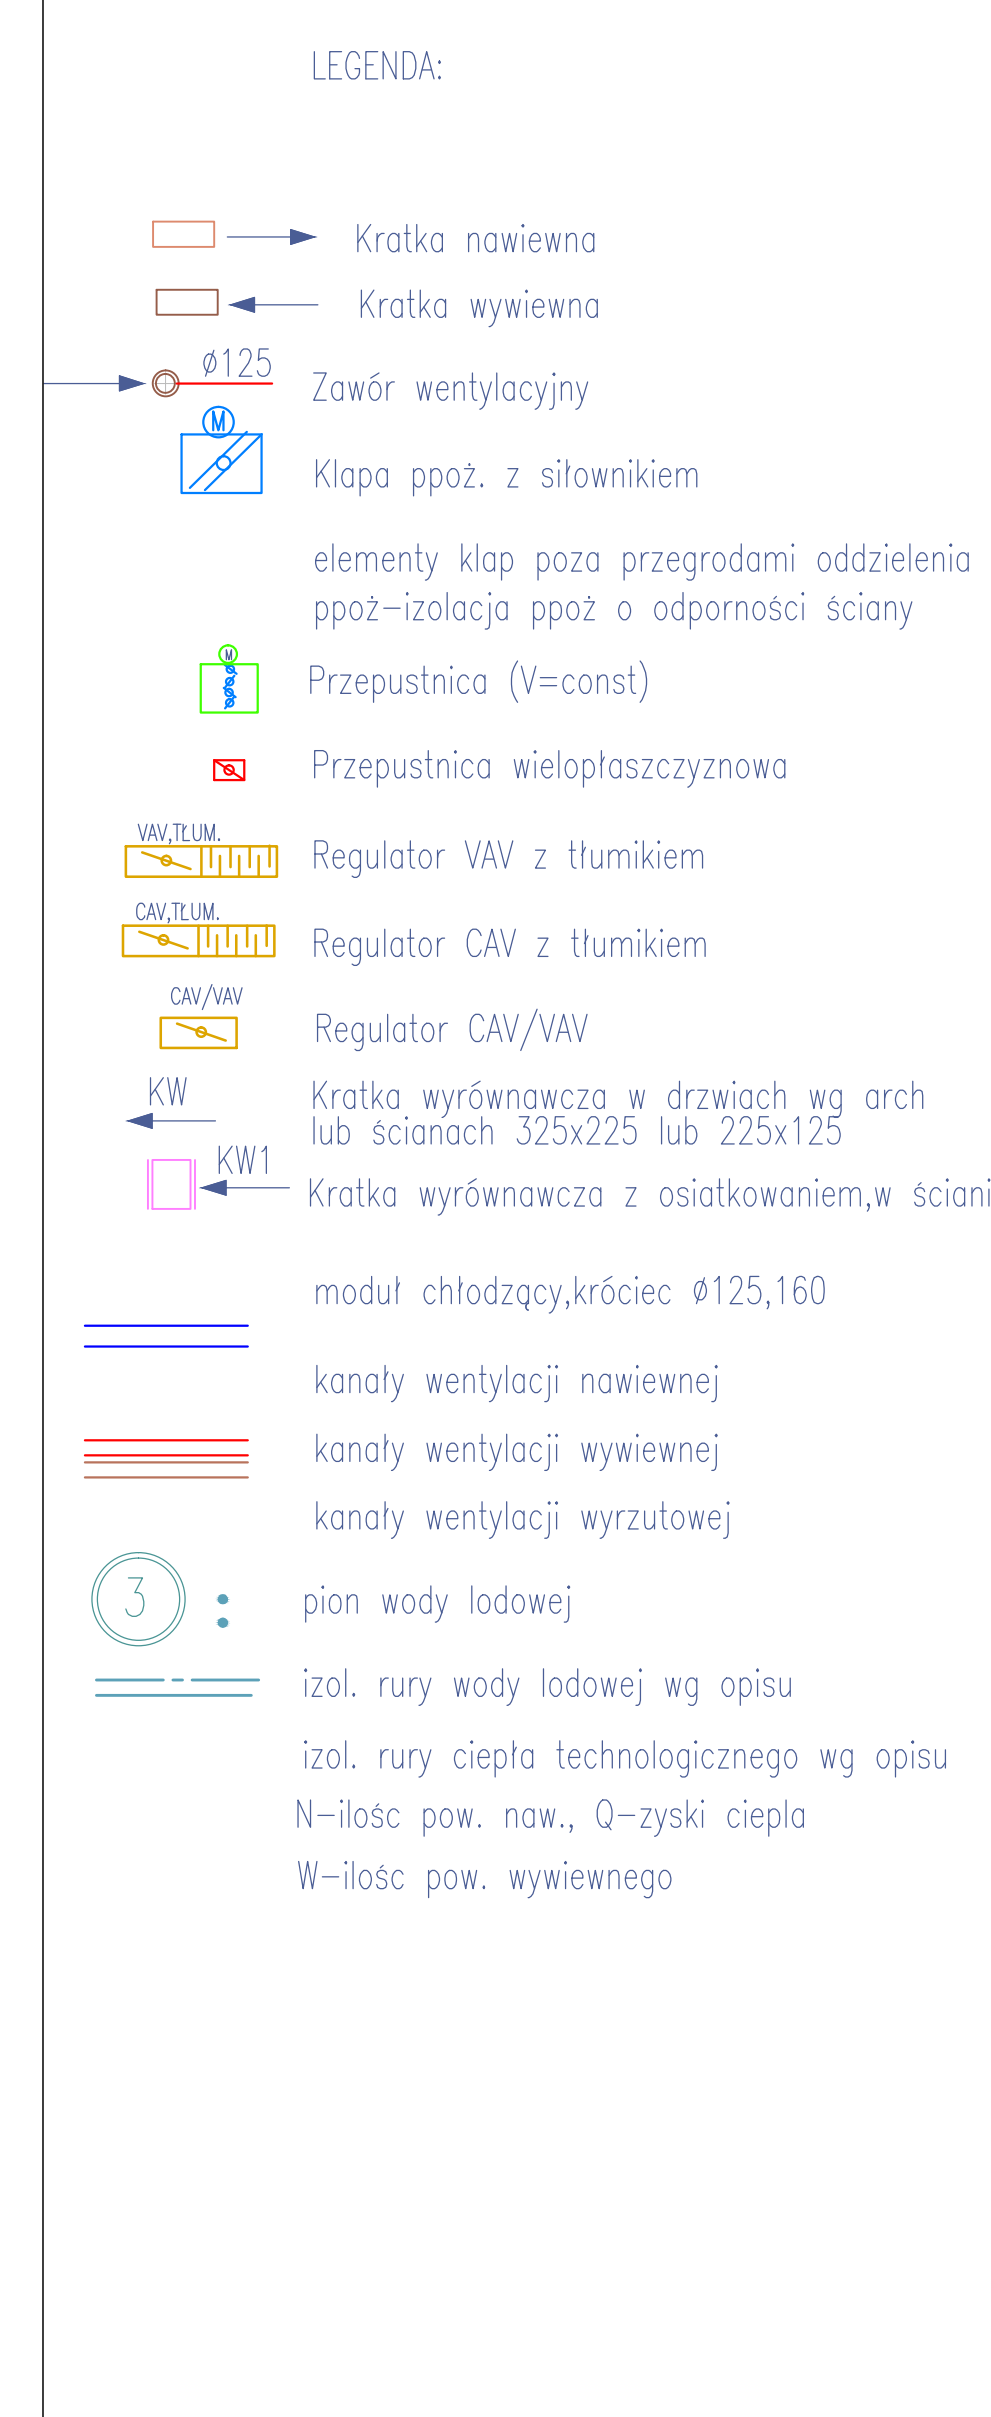 LEGENDA:
Kratka nawiewna
Kratka wywiewna
ø125
Zawór wentylacyjny
M
Klapa ppoż. z siłownikiem
elementy klap poza przegrodami oddzielenia
ppoż-izolacja ppoż o odporności ściany
M
Przepustnica (V=const)
Przepustnica wielopłaszczyznowa
VAV,TŁUM.
Regulator VAV z tłumikiem
CAV,TŁUM.
Regulator CAV z tłumikiem
CAV/VAV
Regulator CAV/VAV
KW
Kratka wyrównawcza w drzwiach wg arch
lub ścianach 325x225 lub 225x125
KW1
Kratka wyrównawcza z osiatkowaniem,w ściani
moduł chłodzący,króciec ø125,160
kanały wentylacji nawiewnej
kanały wentylacji wywiewnej
kanały wentylacji wyrzutowej
3
pion wody lodowej
izol. rury wody lodowej wg opisu
izol. rury ciepła technologicznego wg opisu
N-ilośc pow. naw., Q-zyski ciepla
W-ilośc pow. wywiewnego